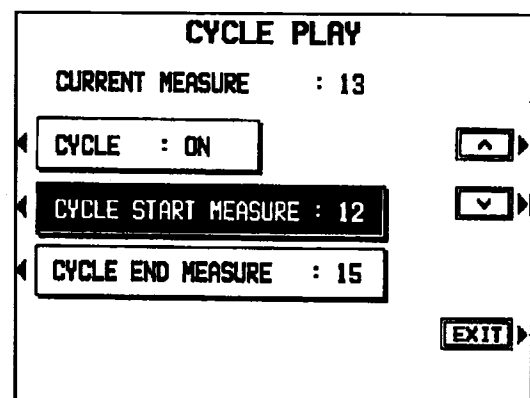 CYCLE PLAY
CURRENT MEASURE : 13
CYCLE : ON
CYCLE START MEASURE : 12
CYCLE END MEASURE : 15
EXIT